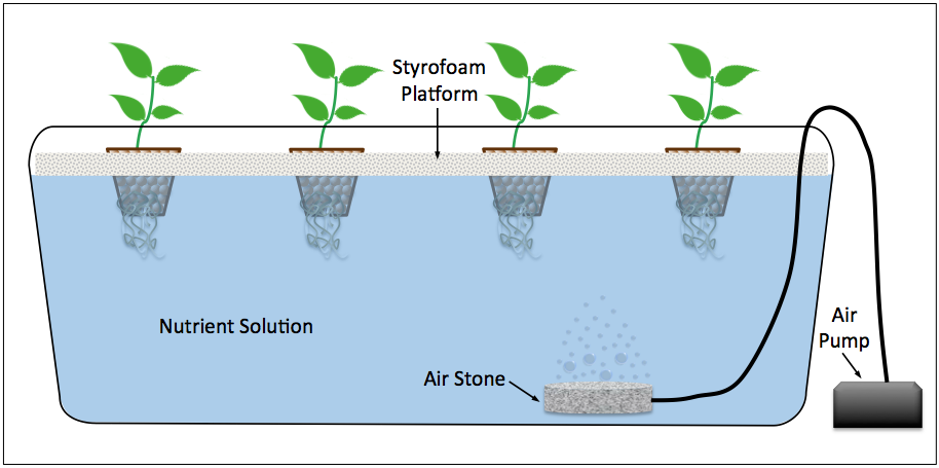 Styrofoam
Platform
Nutrient Solution
Air Stone
Air
Pump